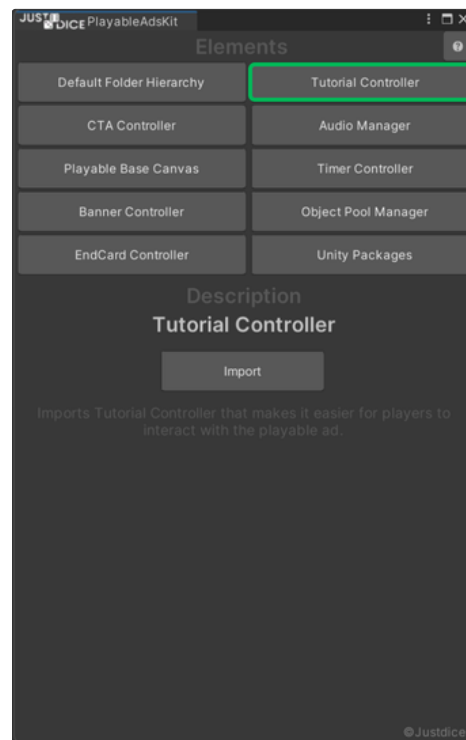 JUST DICE PlayableAdsKit
Elements
Default Folder Hierarchy
Tutorial Controller
CTA Controller
Audio Manager
Playable Base Canvas
Timer Controller
Banner Controller
Object Pool Manager
EndCard Controller
Unity Packages
Description
Tutorial Controller
Import
Imports Tutorial Controller that makes it easier for players to
interact with the playable ad.
©Justdice